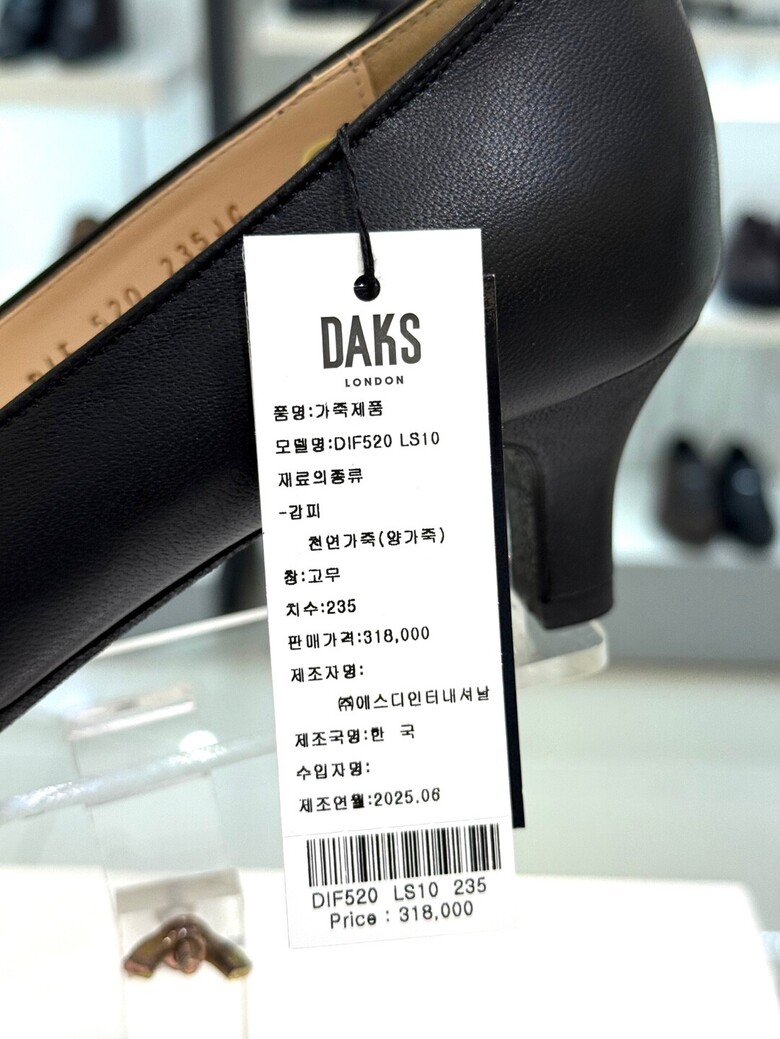 DIF 520 235JG
DAKS
LONDON
품명:가죽제품
모델명:DIF520 LS10
재료의종류
-갑피
천연가죽(양가죽)
창:고무
치수:235
판매가격:318,000
제조자명:
㈜에스디인터내셔날
제조국명:한 국
수입자명:
제조연월:2025.06
DIF520 LS10 235
Price : 318,000